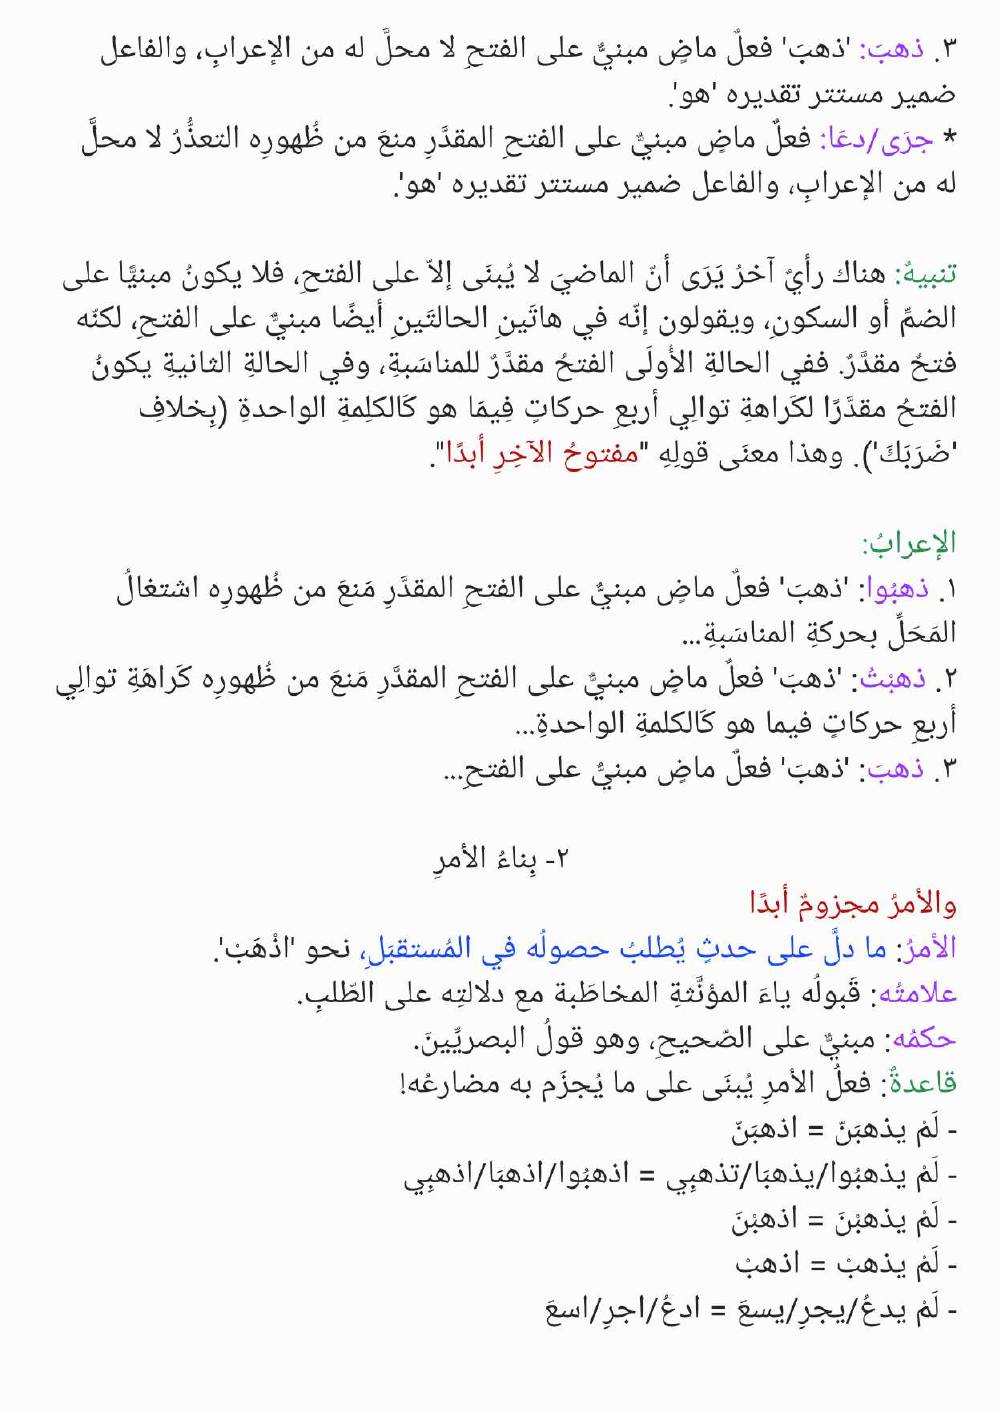 ٣. ذهبَ: 'ذهبَ' فعلٌ ماضٍ مبنيٌّ على الفتحِ لا محلَّ له من الإعرابِ، والفاعل
ضمير مستتر تقديره 'هو'.
* جرَى/دعَا: فعلٌ ماضٍ مبنيٌّ على الفتحِ المقدَّرِ منعَ من ظُهورِه التعذُّرُ لا محلَّ
له من الإعرابِ، والفاعل ضمير مستتر تقديره 'هو'.
تنبيهٌ: هناك رأيٌ آخرُ يَرَى أنّ الماضيَ لا يُبنَى إلاّ على الفتحِ، فلا يكونُ مبنيًّا على
الضمِّ أو السكونِ، ويقولون إنّه في هاتَينِ الحالتَينِ أيضًا مبنيٌّ على الفتحِ، لكنّه
فتحٌ مقدَّرٌ. ففي الحالةِ الأولَى الفتحُ مقدَّرٌ للمناسَبةِ، وفي الحالةِ الثانيةِ يكونُ
الفتحُ مقدَّرًا لكَراهةِ توالِي أربعِ حركاتٍ فِيمَا هو كَالكلِمةِ الواحدةِ (بِخلافِ
'ضَرَبَكَ'). وهذا معنَى قولِهِ "مفتوحُ الآخِرِ أبدًا".
الإعرابُ:
١. ذهبُوا: 'ذهبَ' فعلٌ ماضٍ مبنيٌّ على الفتحِ المقدَّرِ مَنعَ من ظُهورِه اشتغالُ
المَحَلِّ بحركةِ المناسَبةِ...
٢. ذهبْتُ: 'ذهبَ' فعلٌ ماضٍ مبنيٌّ على الفتحِ المقدَّرِ مَنعَ من ظُهورِه كَراهَةِ توالِي
أربعِ حركاتٍ فيما هو كَالكلمةِ الواحدةِ...
٣. ذهبَ: 'ذهبَ' فعلٌ ماضٍ مبنيٌّ على الفتحِ...
٢- بِناءُ الأمرِ
والأمرُ مجزومٌ أبدًا
الأمرُ: ما دلَّ على حدثٍ يُطلبُ حصولُه في المُستقبَلِ، نحو 'اذْهَبْ'.
علامتُه: قَبولُه ياءَ المؤنَّثةِ المخاطَبة مع دلالتِه على الطّلبِ.
حكمُه: مبنيٌّ على الصّحيحِ، وهو قولُ البصريِّينَ.
قاعدةٌ: فعلُ الأمرِ يُبنَى على ما يُجزَم به مضارعُه!
- لَمْ يذهبَنّ = اذهبَنّ
- لَمْ يذهبُوا/يذهبَا/تذهبِي = اذهبُوا/اذهبَا/اذهبِي
- لَمْ يذهبْنَ = اذهبْنَ
- لَمْ يذهبْ = اذهبْ
- لَمْ يدعُ/يجرِ/يسعَ = ادعُ/اجرِ/اسعَ